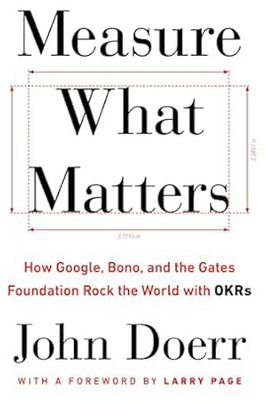 Measure
What
Matters
How Google, Bono, and the Gates
Foundation Rock the World with OKRs
John Doerr
WITH A FOREWORD BY LARRY PAGE